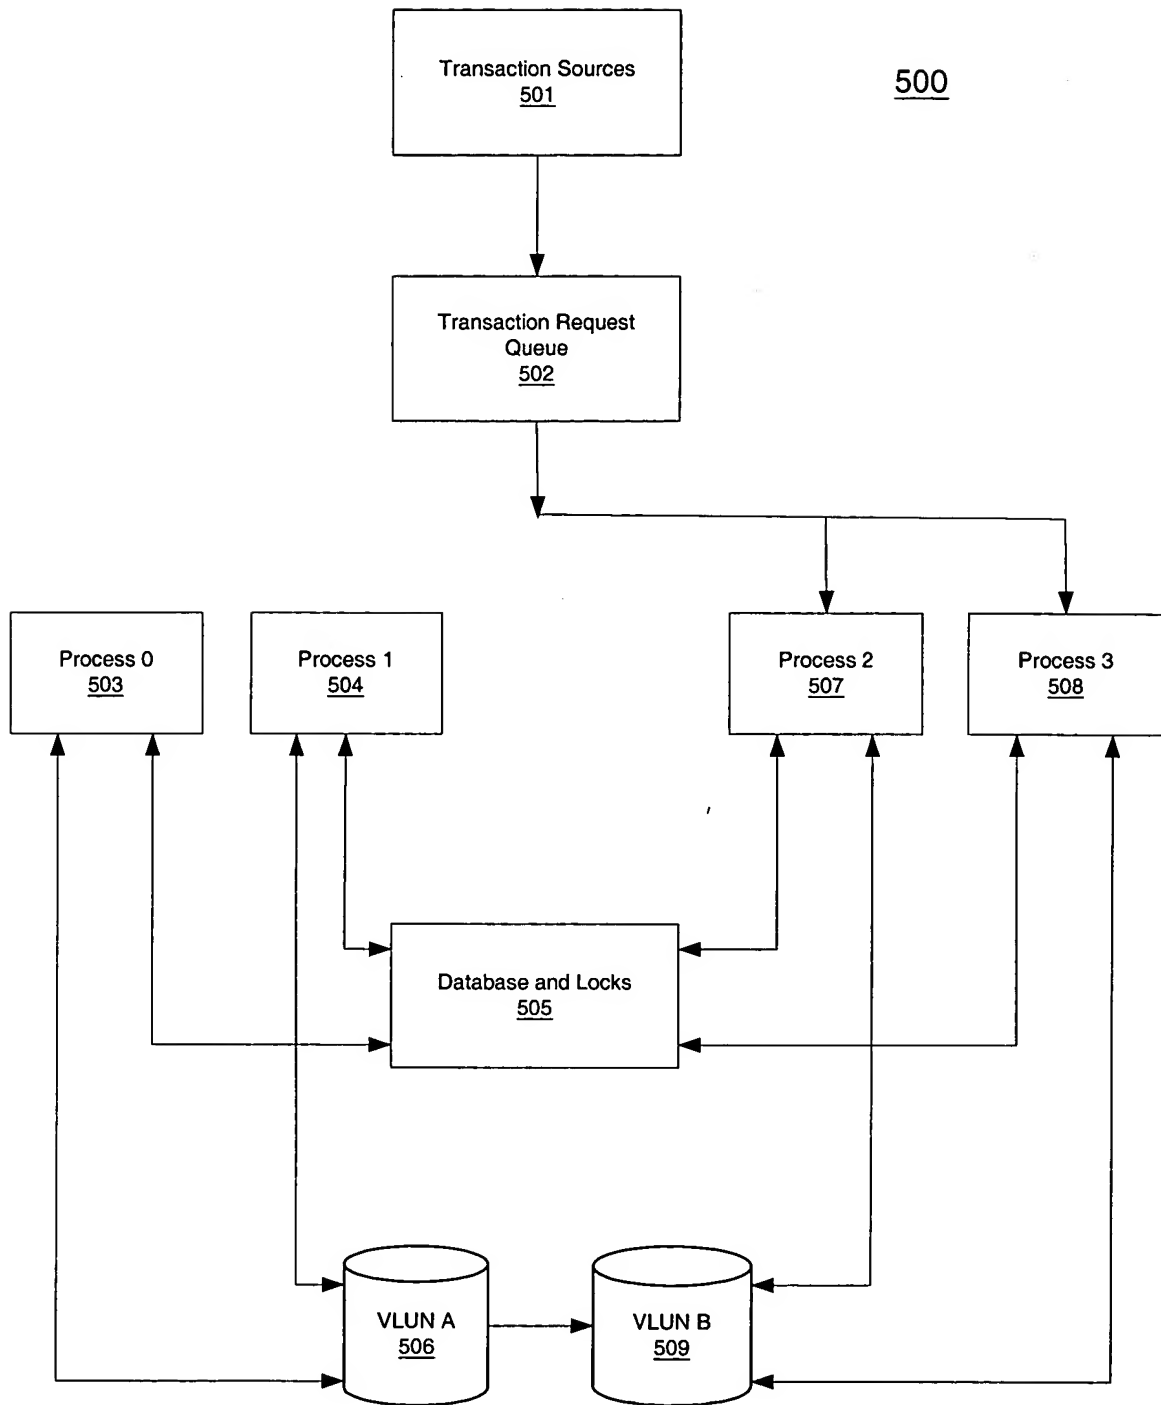 Transaction Sources
501
500
Transaction Request
Queue
502
Process 0
503
Process 1
504
Process 2
507
Process 3
508
Database and Locks
505
VLUN A
506
VLUN B
509